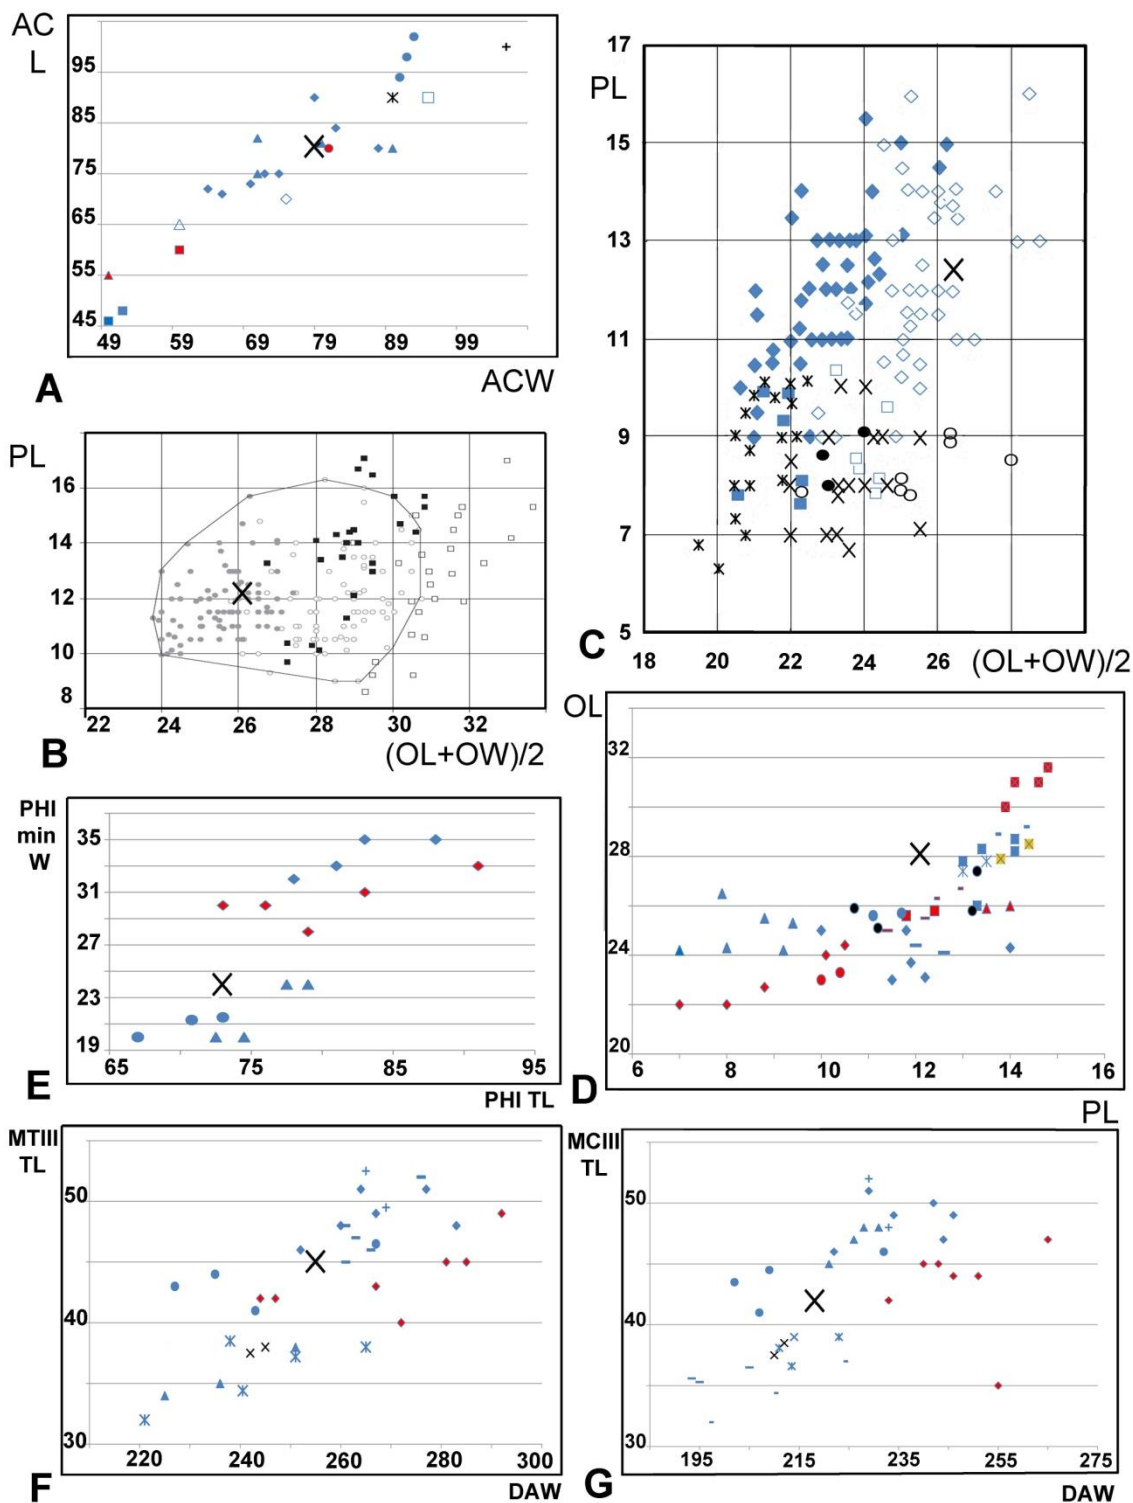 AC
L
95
85
75
65
55
45
49 59 69 79 89 99
ACW
A
PL
17
15
13
11
9
7
5
18 20 22 24 26
(OL+OW)/2
C
PL
16
14
12
10
8
22 24 26 28 30 32
(OL+OW)/2
B
OL
32
28
24
20
6 8 10 12 14 16
PL
D
PHI
min
W
35
31
27
23
19
65 75 85 95
PHI TL
E
MTIII
TL
50
40
30
220 240 260 280 300
DAW
F
MCIII
TL
50
40
30
195 215 235 255 275
DAW
G